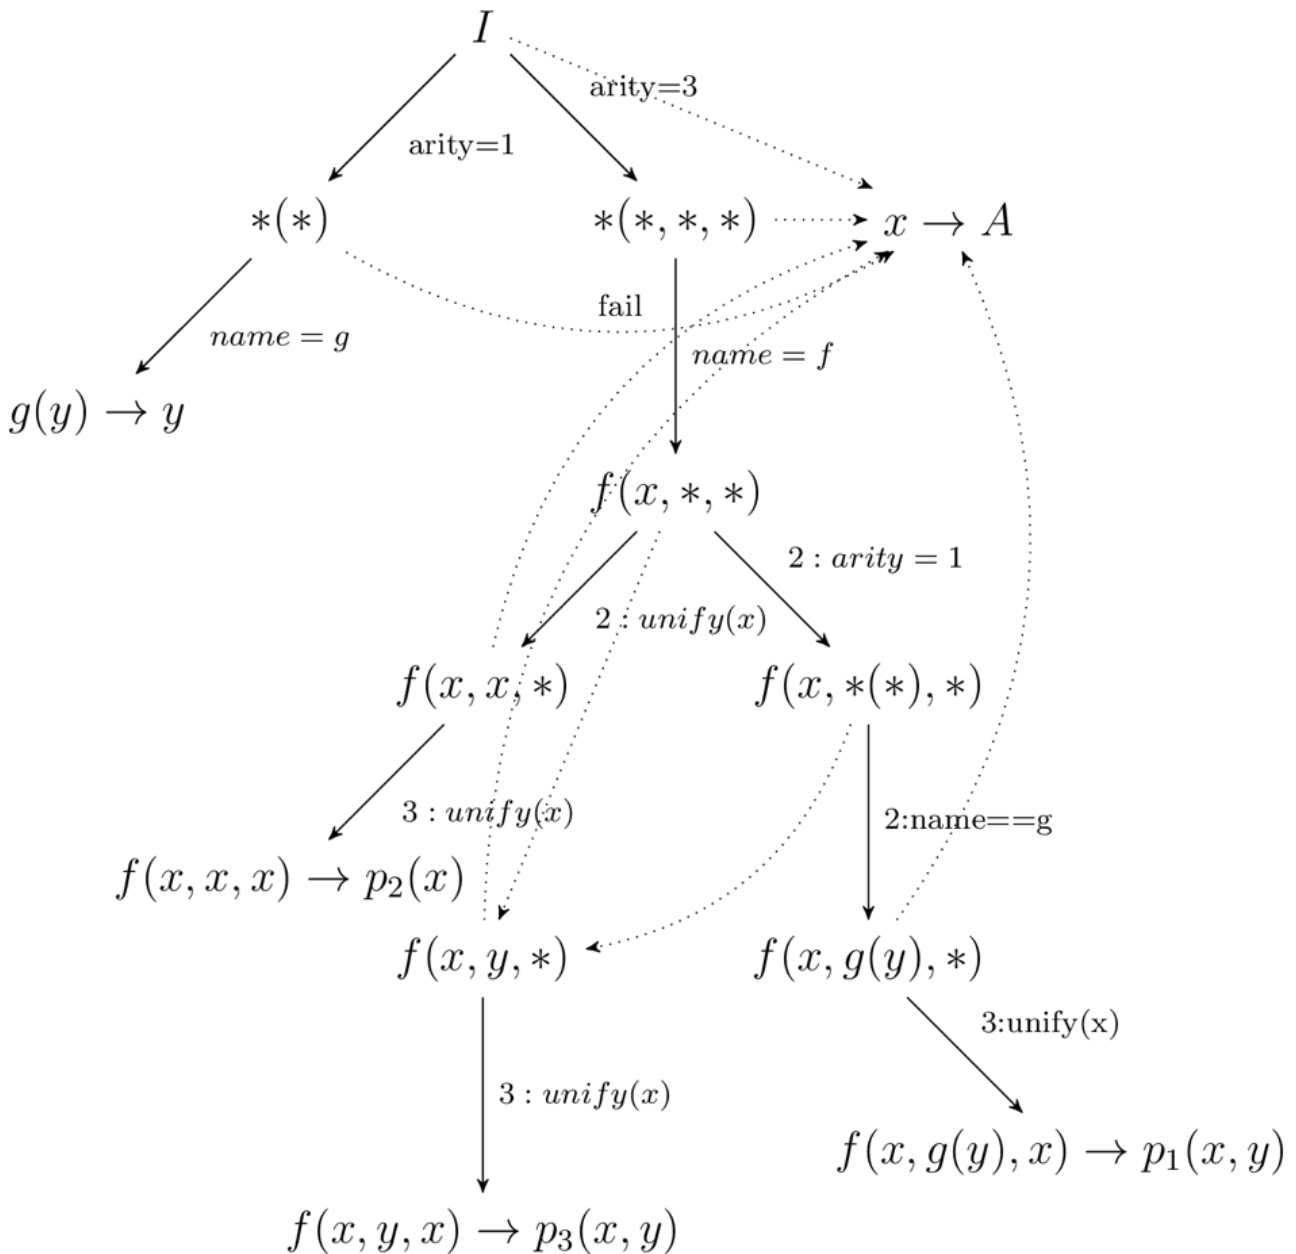 I
arity=3
arity=1
∗(∗)
∗(∗, ∗, ∗)
x → A
fail
name = g
name = f
g(y) → y
f(x, ∗, ∗)
2 : arity = 1
2 : unify(x)
f(x, x, ∗)
f(x, ∗(∗), ∗)
3 : unify(x)
2:name==g
f(x, x, x) → p₂(x)
f(x, y, ∗)
f(x, g(y), ∗)
3:unify(x)
3 : unify(x)
f(x, g(y), x) → p₁(x, y)
f(x, y, x) → p₃(x, y)